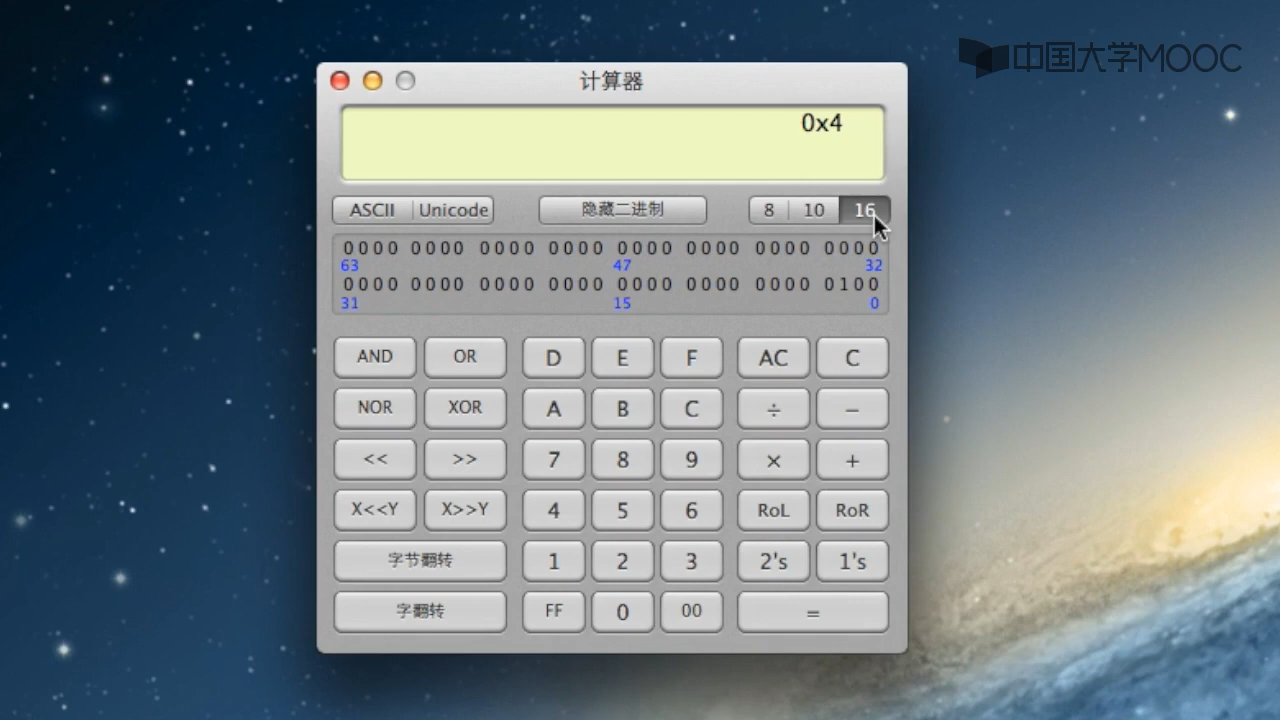 中国大学MOOC
计算器
0x4
ASCII Unicode 隐藏二进制 8 10 16
0000 0000 0000 0000 0000 0000 0000 0000
63 47 32
0000 0000 0000 0000 0000 0000 0000 0100
31 15 0
AND OR D E F AC C
NOR XOR A B C ÷ −
<< >> 7 8 9 × +
X<<Y X>>Y 4 5 6 RoL RoR
字节翻转 1 2 3 2's 1's
字翻转 FF 0 00 =